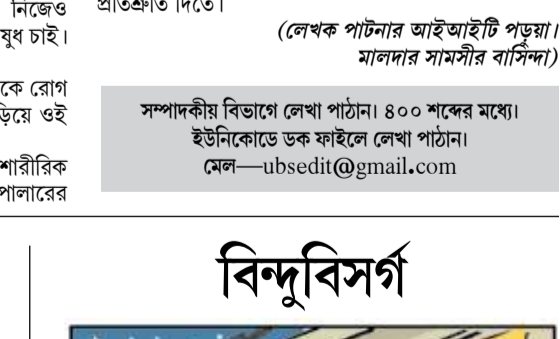 নিজেও
যুধ চাই।
কে রোগ
ড়িয়ে ওই
শারীরিক
পালারের
প্রতিশ্রুতি দিতে।
(লেখক পাটনার আইআইটি পড়ুয়া।
মালদার সামসীর বাসিন্দা)
সম্পাদকীয় বিভাগে লেখা পাঠান। ৪০০ শব্দের মধ্যে।
ইউনিকোডে ডক ফাইলে লেখা পাঠান।
মেল—ubsedit@gmail.com
বিন্দুবিসর্গ